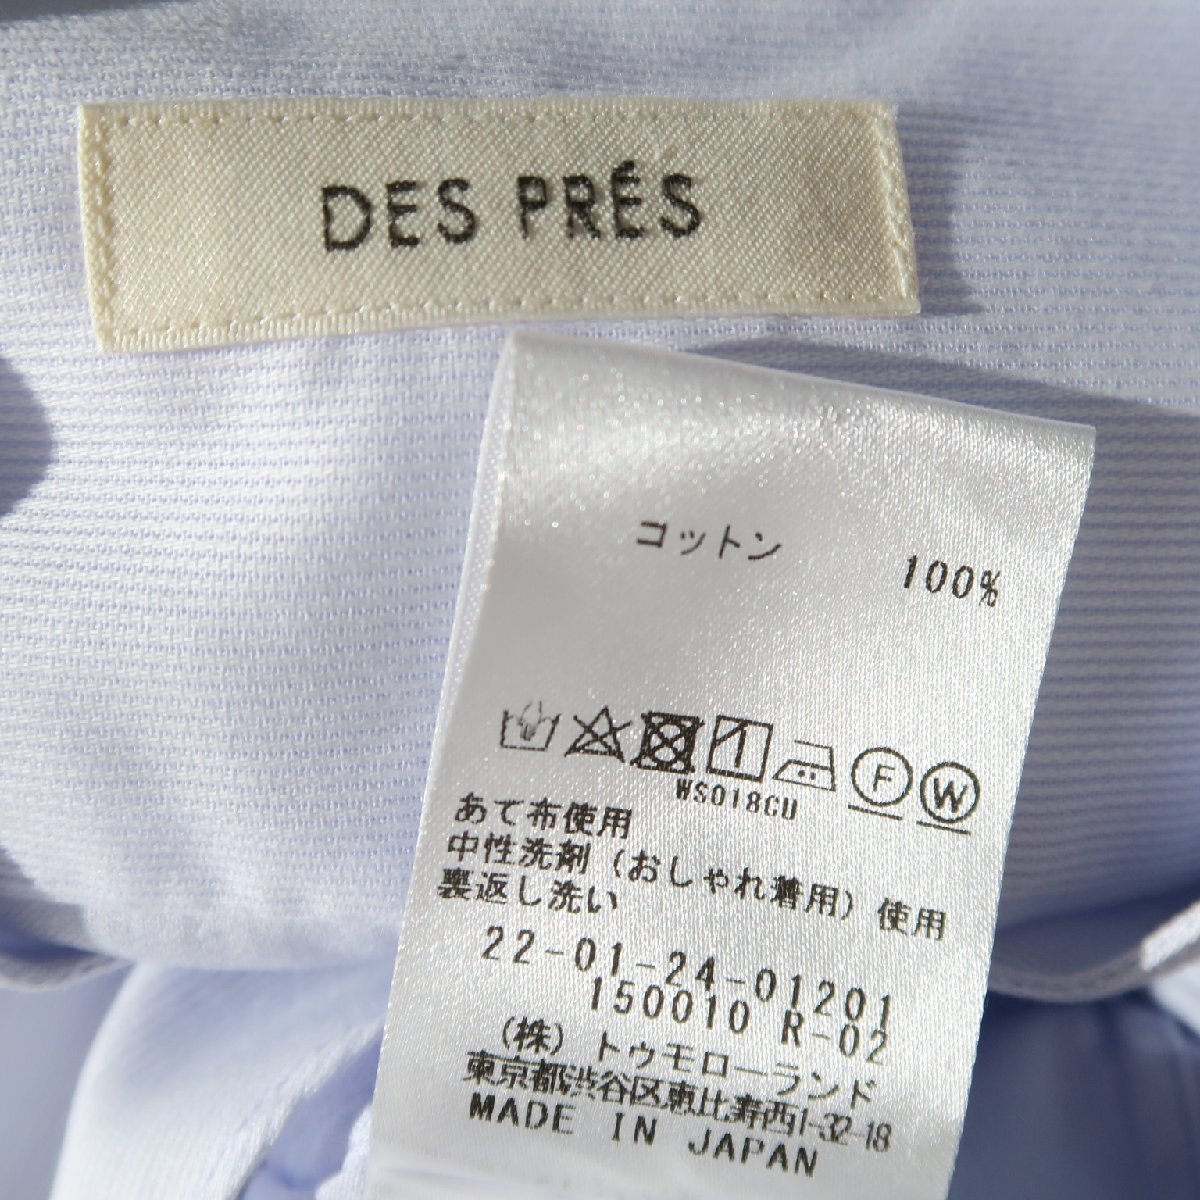 DES PRÉS
コットン 100%
F W
WS018CU
あて布使用
中性洗剤(おしゃれ着用)使用
裏返し洗い
22-01-24-01201
150010 R-02
(株)トゥモローランド
東京都渋谷区恵比寿西1-32-18
MADE IN JAPAN